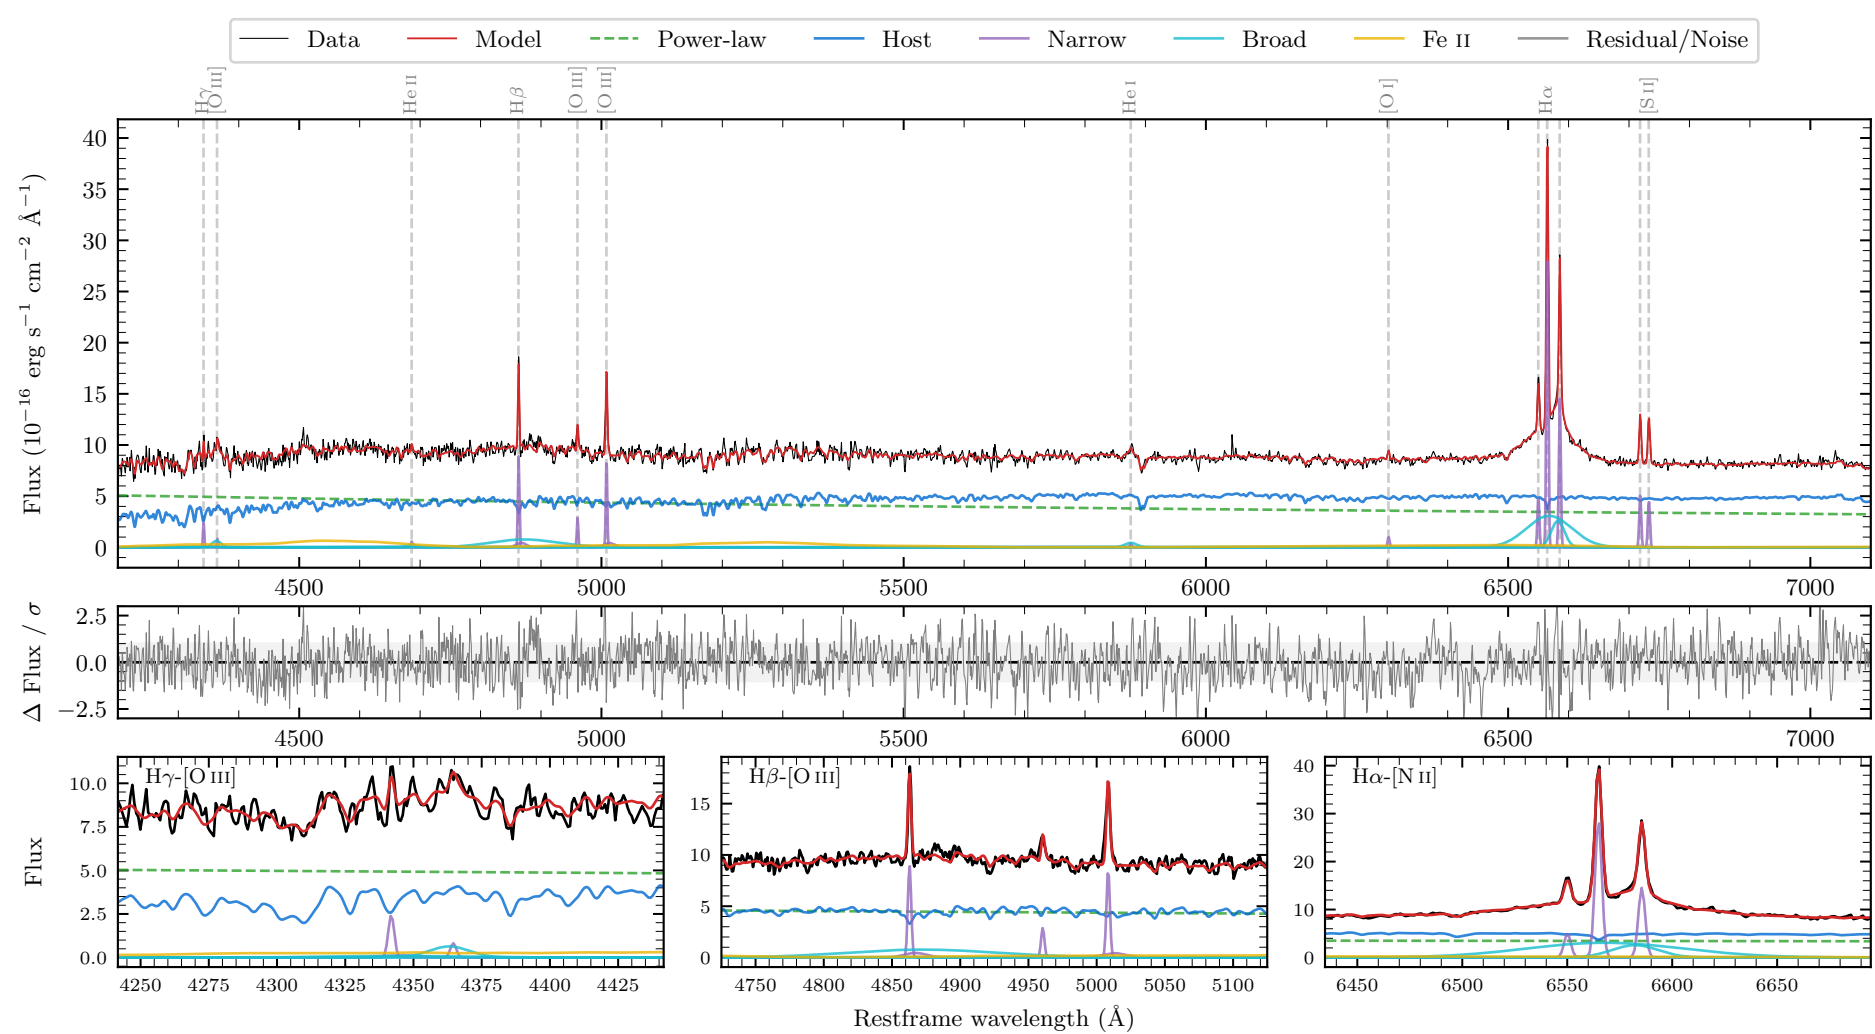 Data Model Power-law Host Narrow Broad Fe II Residual/Noise
Hγ [O III] He II Hβ [O III] [O III] He I [O I] Hα [S II]
Flux (10⁻¹⁶ erg s⁻¹ cm⁻² Å⁻¹)
40
35
30
25
20
15
10
5
0
4500 5000 5500 6000 6500 7000
Δ Flux / σ
2.5
0.0
−2.5
4500 5000 5500 6000 6500 7000
Flux
Hγ-[O III]
10.0
7.5
5.0
2.5
0.0
4250 4275 4300 4325 4350 4375 4400 4425
Hβ-[O III]
15
10
5
0
4750 4800 4850 4900 4950 5000 5050 5100
Hα-[N II]
40
30
20
10
0
6450 6500 6550 6600 6650
Restframe wavelength (Å)